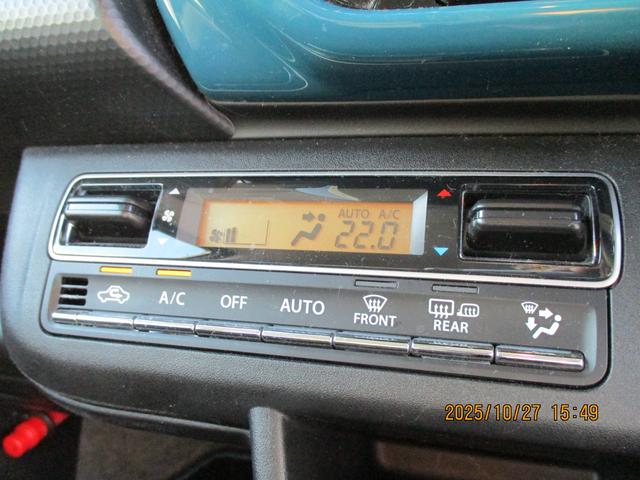 AUTO A/C
22.0
A/C OFF AUTO FRONT REAR
2025/10/27 15:49